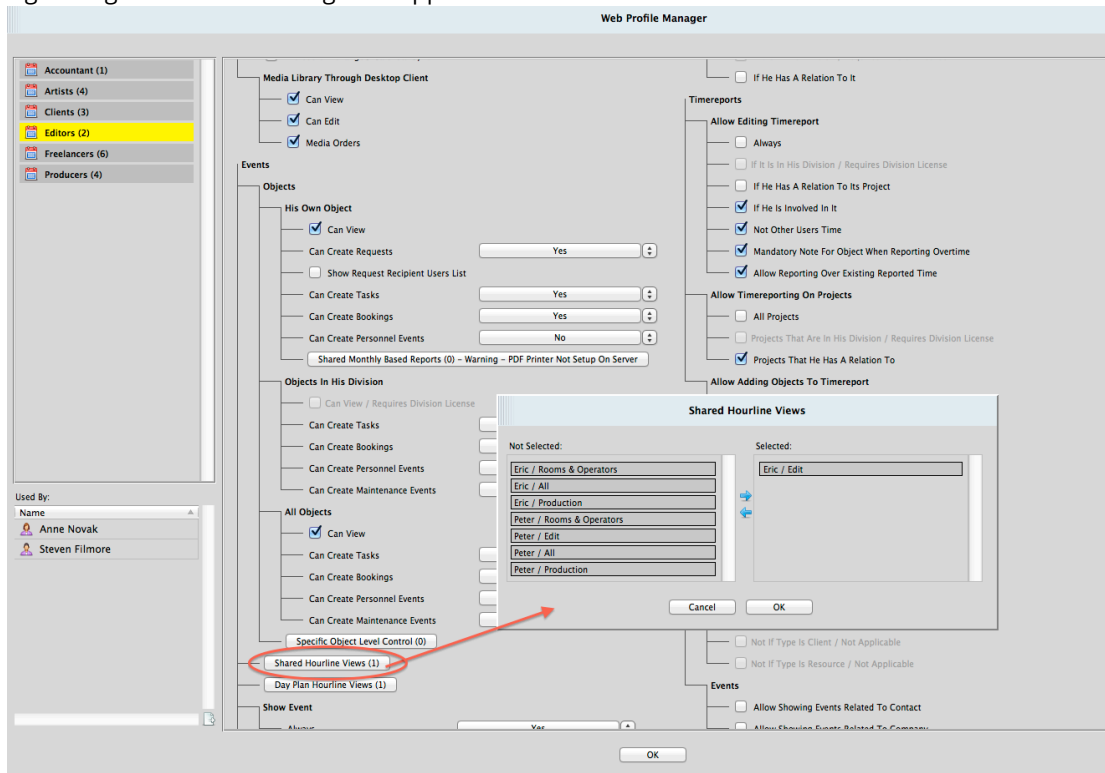 Web Profile Manager
Accountant (1)
Artists (4)
Clients (3)
Editors (2)
Freelancers (6)
Producers (4)
Used By:
Name
Anne Novak
Steven Filmore
Media Library Through Desktop Client
Can View
Can Edit
Media Orders
Events
Objects
His Own Object
Can View
Can Create Requests Yes
Show Request Recipient Users List
Can Create Tasks Yes
Can Create Bookings Yes
Can Create Personnel Events No
Shared Monthly Based Reports (0) – Warning – PDF Printer Not Setup On Server
Objects In His Division
Can View / Requires Division License
Can Create Tasks
Can Create Bookings
Can Create Personnel Events
Can Create Maintenance Events
All Objects
Can View
Can Create Tasks
Can Create Bookings
Can Create Personnel Events
Can Create Maintenance Events
Specific Object Level Control (0)
Shared Hourline Views (1)
Day Plan Hourline Views (1)
Show Event
Always Yes
If He Has A Relation To It
Timereports
Allow Editing Timereport
Always
If It Is In His Division / Requires Division License
If He Has A Relation To Its Project
If He Is Involved In It
Not Other Users Time
Mandatory Note For Object When Reporting Overtime
Allow Reporting Over Existing Reported Time
Allow Timereporting On Projects
All Projects
Projects That Are In His Division / Requires Division License
Projects That He Has A Relation To
Allow Adding Objects To Timereport
Shared Hourline Views
Not Selected:
Eric / Rooms & Operators
Eric / All
Eric / Production
Peter / Rooms & Operators
Peter / Edit
Peter / All
Peter / Production
Selected:
Eric / Edit
Cancel OK
Not If Type Is Client / Not Applicable
Not If Type Is Resource / Not Applicable
Events
Allow Showing Events Related To Contact
Allow Showing Events Related To Company
OK